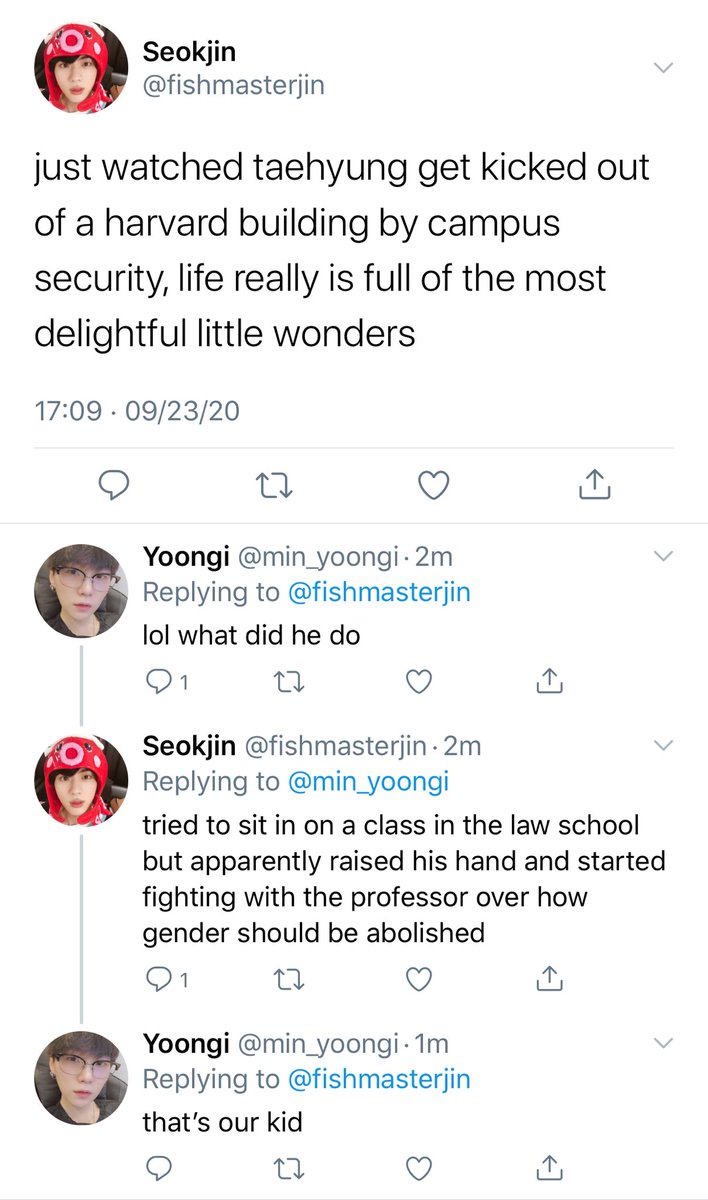 Seokjin
@fishmasterjin
just watched taehyung get kicked out
of a harvard building by campus
security, life really is full of the most
delightful little wonders
17:09 · 09/23/20
Yoongi @min_yoongi · 2m
Replying to @fishmasterjin
lol what did he do
1
Seokjin @fishmasterjin · 2m
Replying to @min_yoongi
tried to sit in on a class in the law school
but apparently raised his hand and started
fighting with the professor over how
gender should be abolished
1
Yoongi @min_yoongi · 1m
Replying to @fishmasterjin
that’s our kid